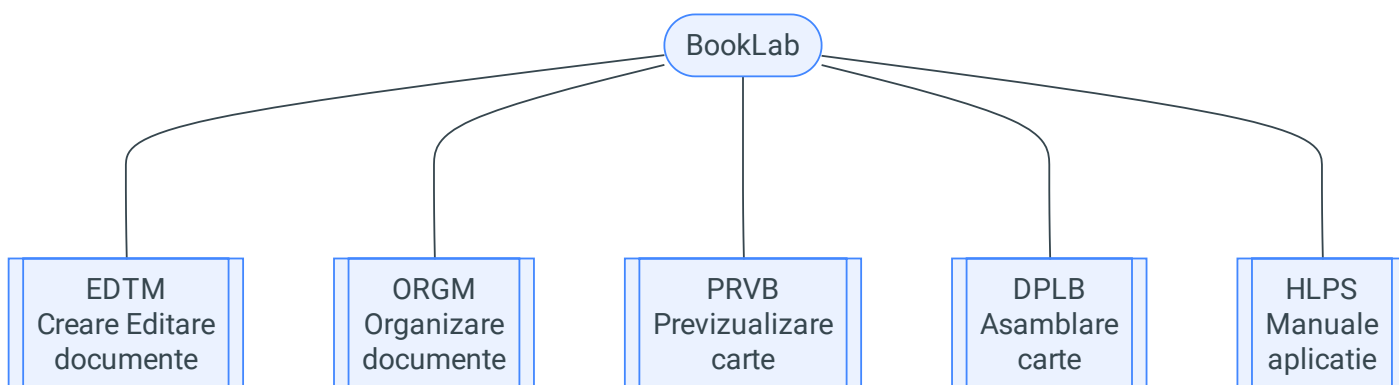 BookLab
EDTM
Creare Editare
documente
ORGM
Organizare
documente
PRVB
Previzualizare
carte
DPLB
Asamblare
carte
HLPS
Manuale
aplicatie